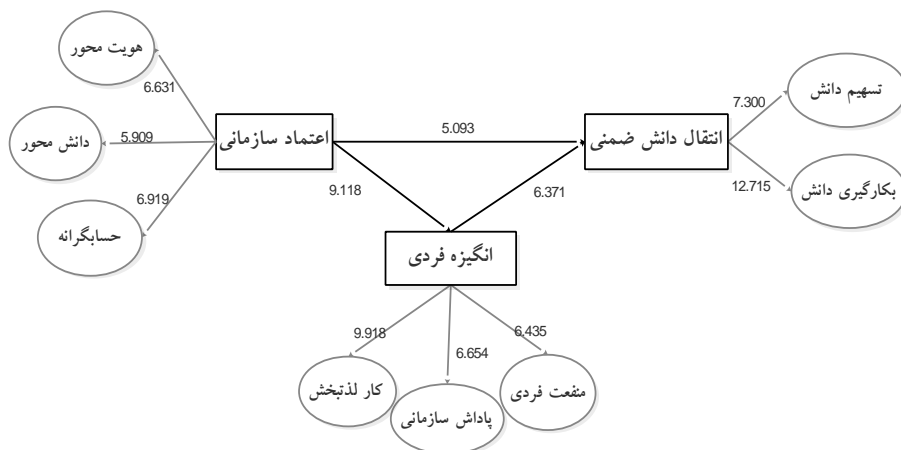 هویت محور
تسهیم دانش
6.631
7.300
دانش محور
5.909
اعتماد سازمانی
5.093
انتقال دانش ضمنی
6.919
9.118
6.371
12.715
بکارگیری دانش
حسابگرانه
انگیزه فردی
9.918
6.654
6.435
کار لذتبخش
پاداش سازمانی
منفعت فردی